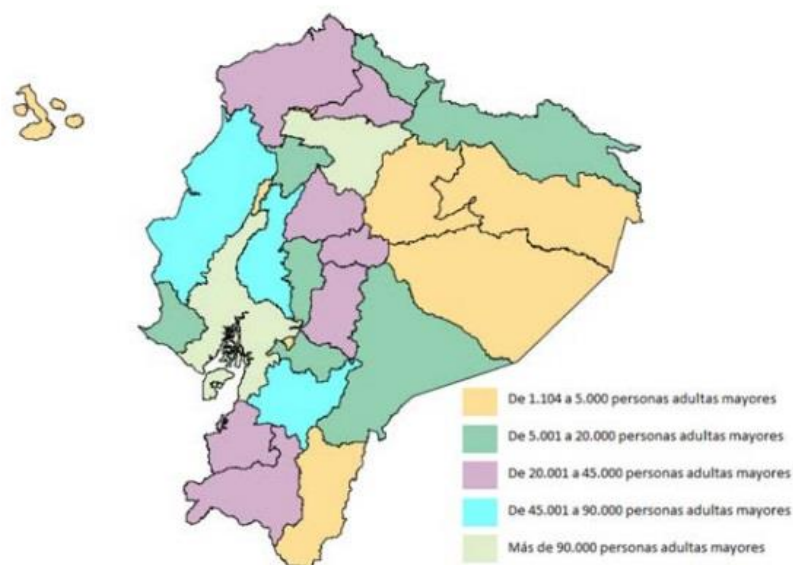 De 1.104 a 5.000 personas adultas mayores
De 5.001 a 20.000 personas adultas mayores
De 20.001 a 45.000 personas adultas mayores
De 45.001 a 90.000 personas adultas mayores
Más de 90.000 personas adultas mayores